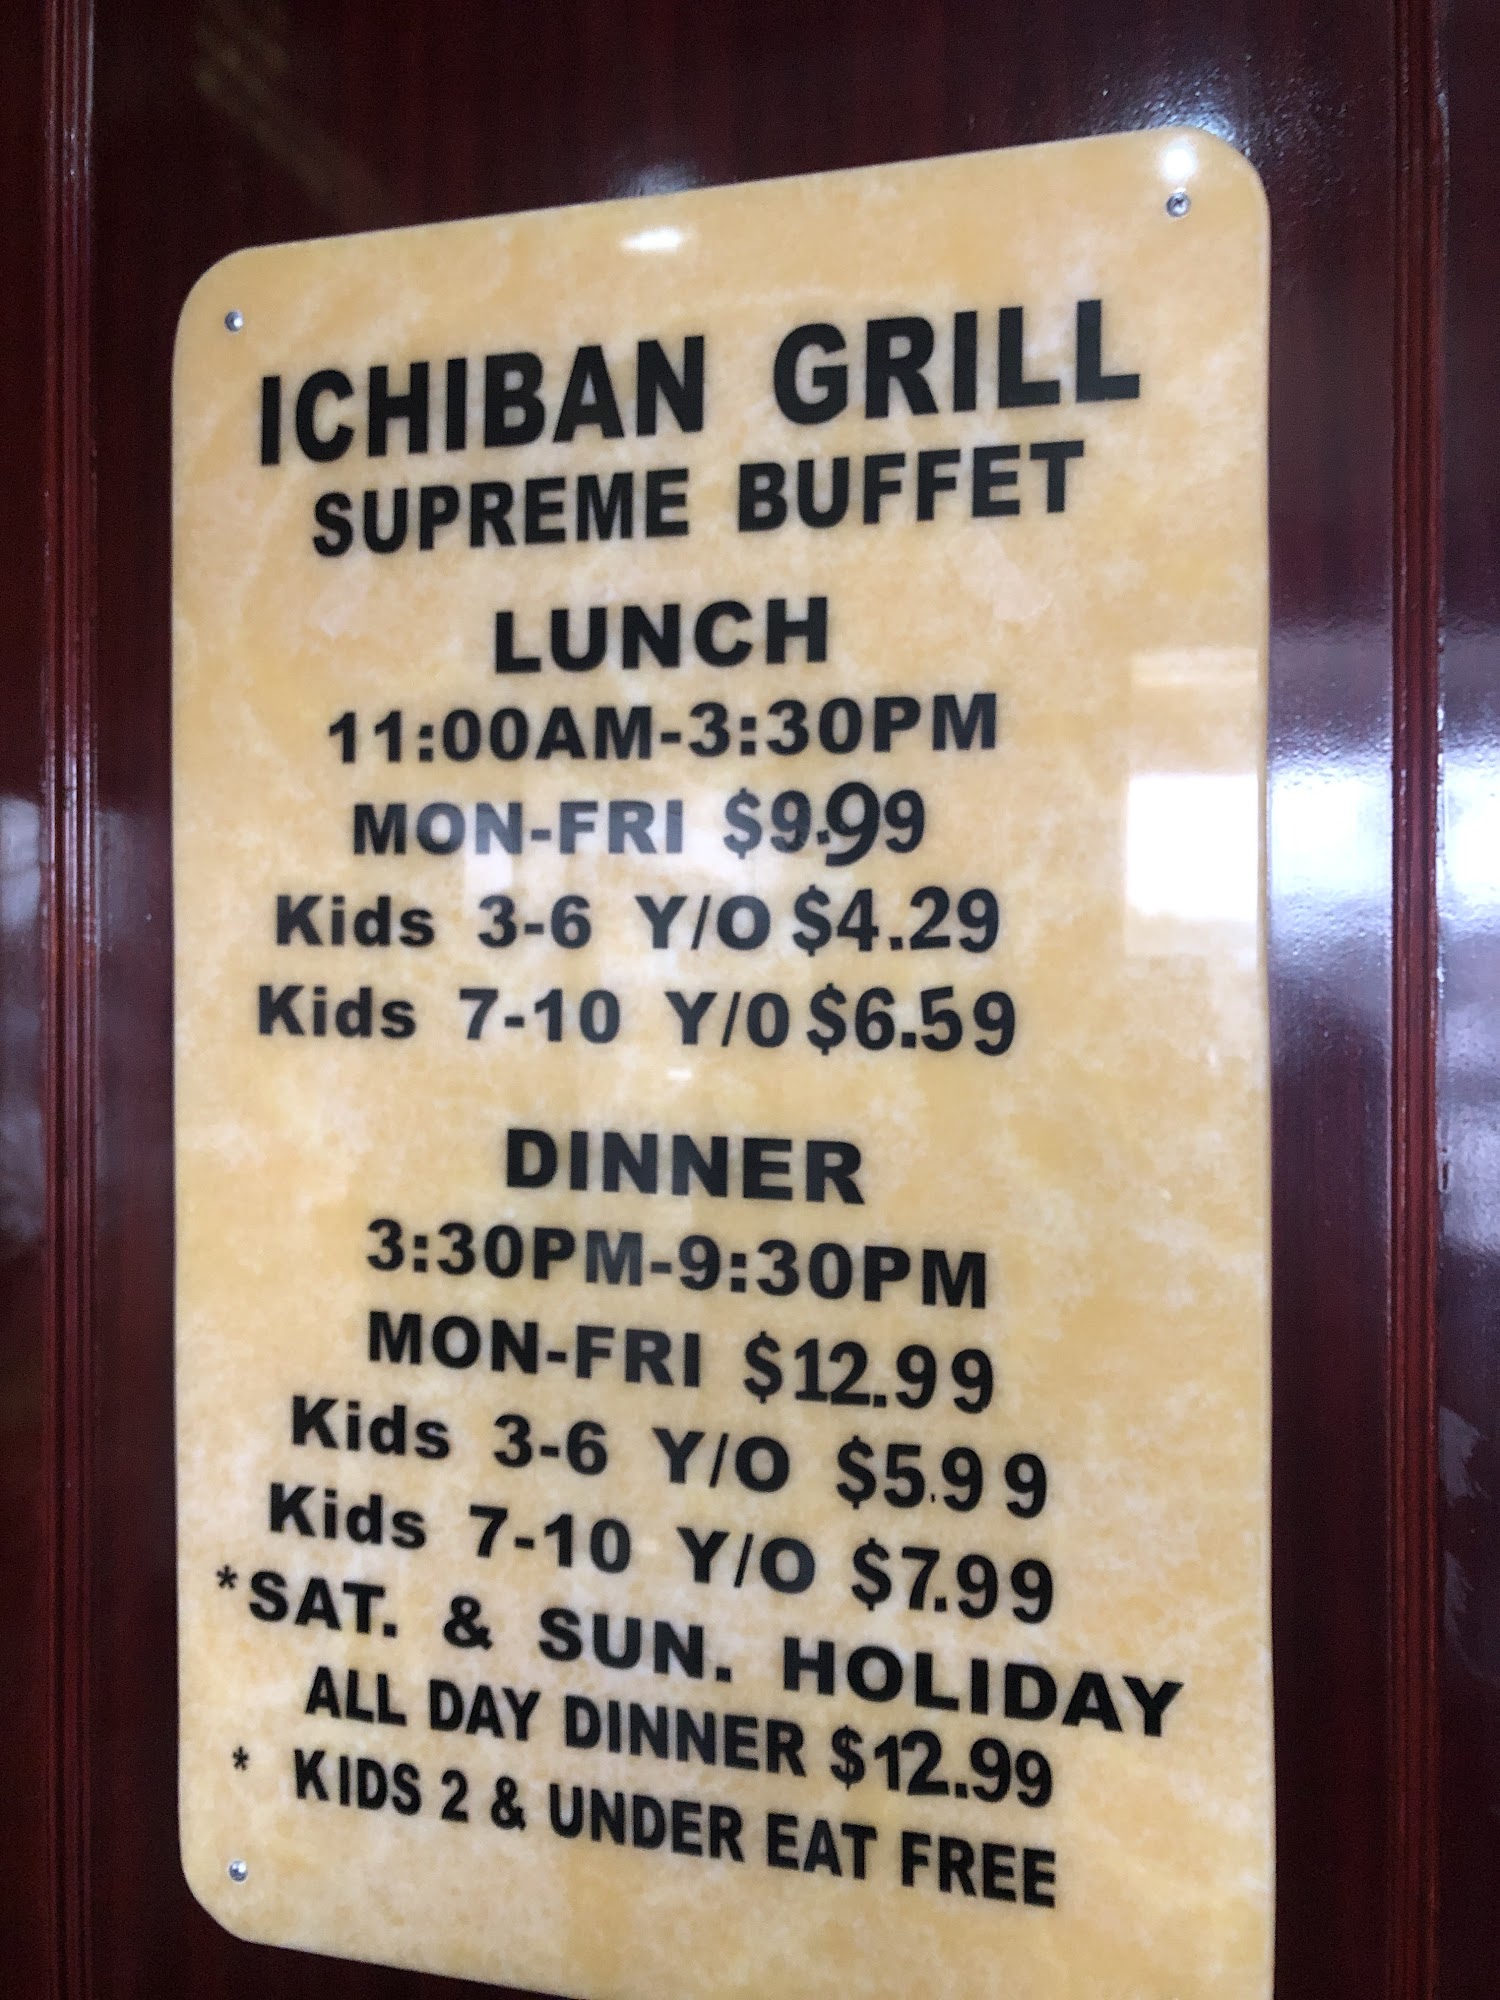 ICHIBAN GRILL
SUPREME BUFFET
LUNCH
11:00AM-3:30PM
MON-FRI $9.99
Kids 3-6 Y/O $4.29
Kids 7-10 Y/0 $6.59
DINNER
3:30PM-9:30PM
MON-FRI $12.99
Kids 3-6 Y/O $5.99
Kids 7-10 Y/O $7.99
*SAT. & SUN. HOLIDAY
ALL DAY DINNER $12.99
* KIDS 2 & UNDER EAT FREE